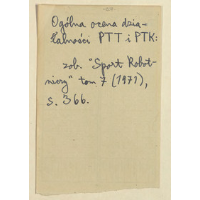 Ogólna ocena dzia-
łalności PTT i PTK:
zob. "Sport Robot-
niczy" tom 7 (1971),
s. 366.